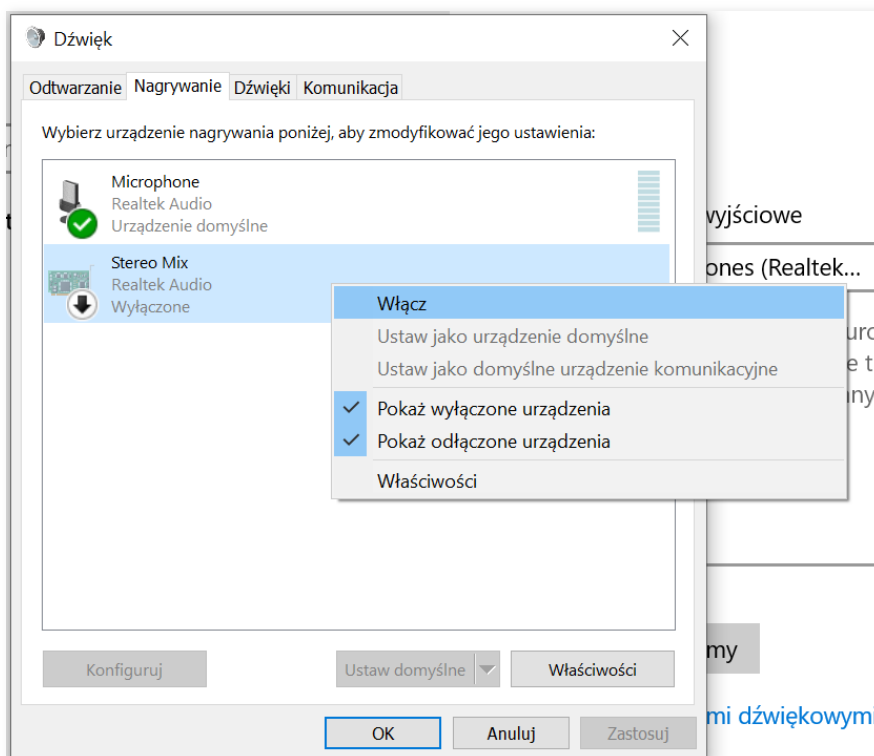 Dźwięk
Odtwarzanie Nagrywanie Dźwięki Komunikacja
Wybierz urządzenie nagrywania poniżej, aby zmodyfikować jego ustawienia:
Microphone
Realtek Audio
Urządzenie domyślne
Stereo Mix
Realtek Audio
Wyłączone
Włącz
Ustaw jako urządzenie domyślne
Ustaw jako domyślne urządzenie komunikacyjne
Pokaż wyłączone urządzenia
Pokaż odłączone urządzenia
Właściwości
Konfiguruj
Ustaw domyślne
Właściwości
OK
Anuluj
Zastosuj
wyjściowe
ones (Realtek...
my
mi dźwiękowymi